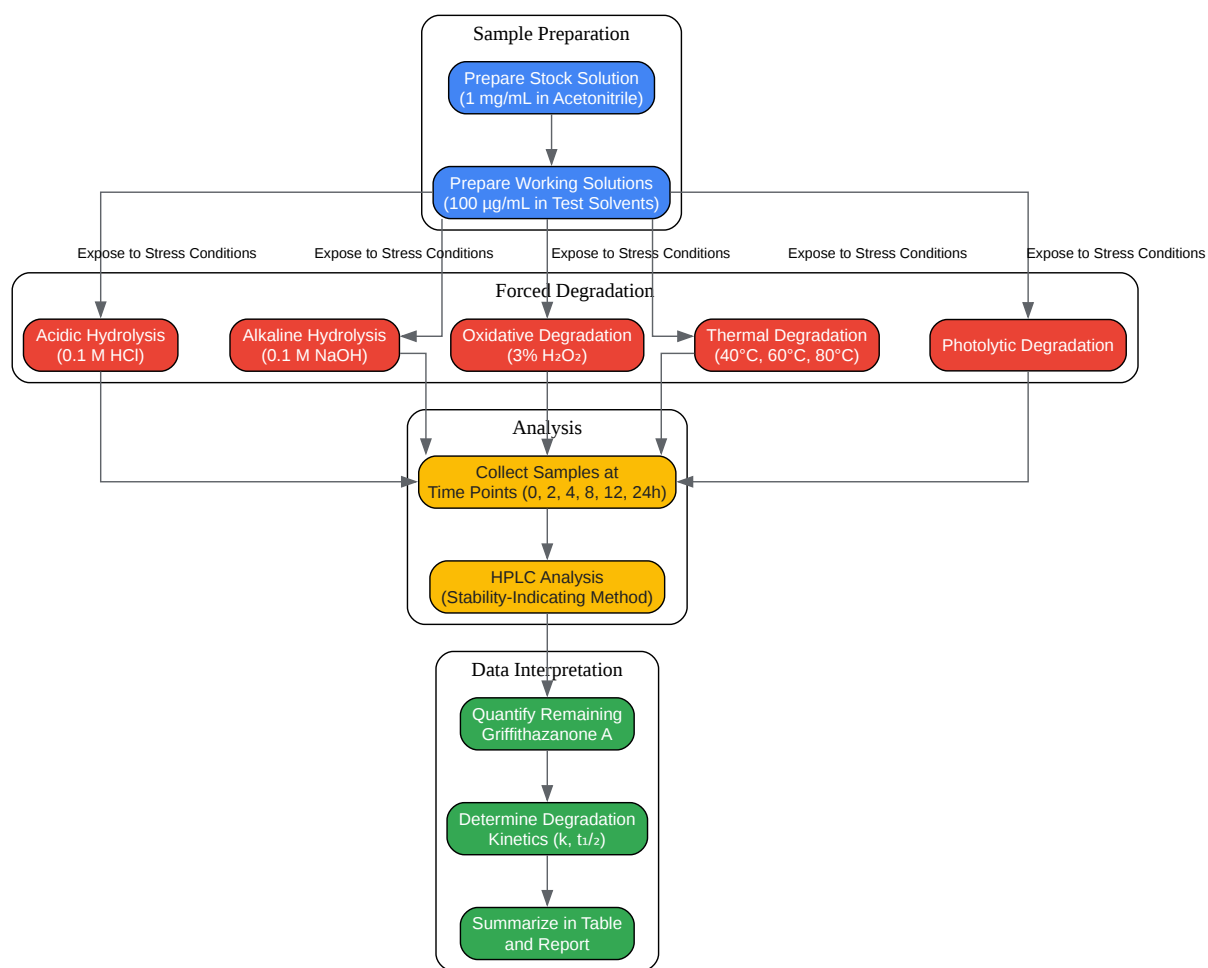 Sample Preparation
Prepare Stock Solution
(1 mg/mL in Acetonitrile)
Prepare Working Solutions
(100 µg/mL in Test Solvents)
Expose to Stress Conditions
Expose to Stress Conditions
Expose to Stress Conditions
Expose to Stress Conditions
Expose to Stress Conditions
Forced Degradation
Acidic Hydrolysis
(0.1 M HCl)
Alkaline Hydrolysis
(0.1 M NaOH)
Oxidative Degradation
(3% H₂O₂)
Thermal Degradation
(40°C, 60°C, 80°C)
Photolytic Degradation
Analysis
Collect Samples at
Time Points (0, 2, 4, 8, 12, 24h)
HPLC Analysis
(Stability-Indicating Method)
Data Interpretation
Quantify Remaining
Griffithazanone A
Determine Degradation
Kinetics (k, t₁/₂)
Summarize in Table
and Report